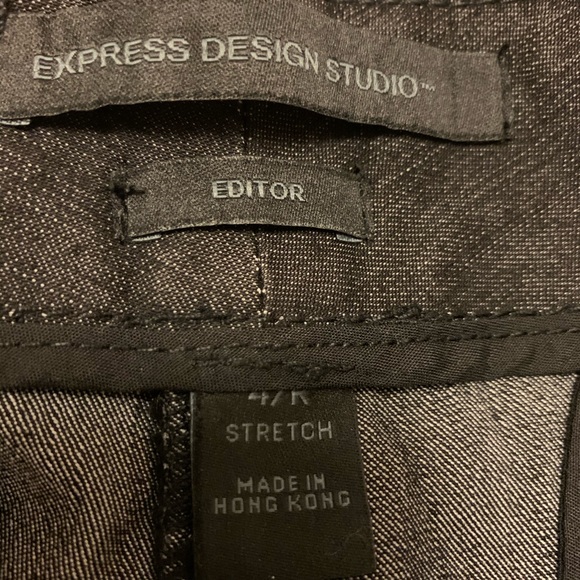 EXPRESS DESIGN STUDIO™
EDITOR
4/R
STRETCH
MADE IN
HONG KONG